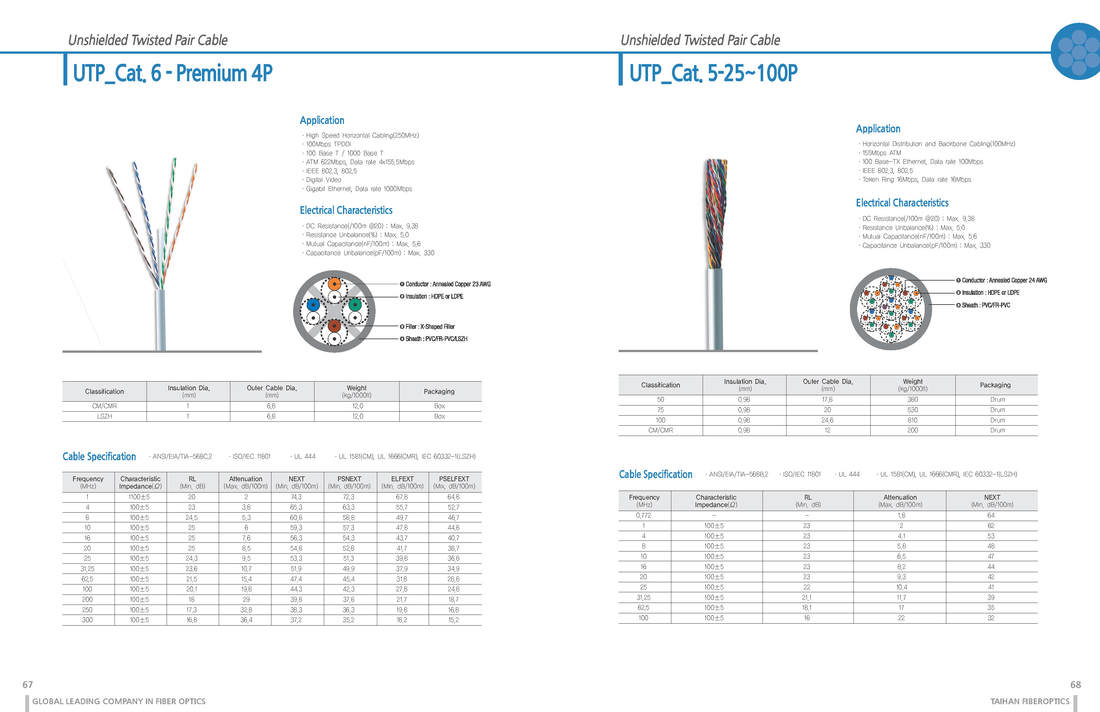 Unshielded Twisted Pair Cable
UTP_Cat. 6 - Premium 4P
Application
· High Speed Horizontal Cabling(250MHz)
· 100Mbps TPDDI
· 100 Base T / 1000 Base T
· ATM 622Mbps, Data rate 4x155.5Mbps
· IEEE 802.3, 802.5
· Digital Video
· Gigabit Ethernet, Data rate 1000Mbps
Electrical Characteristics
· DC Resistance(/100m @20) : Max. 9.38
· Resistance Unbalance(%) : Max. 5.0
· Mutual Capacitance(nF/100m) : Max. 5.6
· Capacitance Unbalance(pF/100m) : Max. 330
❶ Conductor : Annealed Copper 23 AWG
❷ Insulation : HDPE or LDPE
❸ Filler : X-Shaped Filler
❹ Sheath : PVC/FR-PVC/LSZH
Classification Insulation Dia. (mm) Outer Cable Dia. (mm) Weight (kg/1000ft) Packaging
CM/CMR 1 6.6 12.0 Box
LSZH 1 6.6 12.0 Box
Cable Specification · ANSI/EIA/TIA-568C.2 · ISO/IEC 11801 · UL 444 · UL 1581(CM), UL 1666(CMR), IEC 60332-1(LSZH)
Frequency (MHz) Characteristic Impedance(Ω) RL (Min. dB) Attenuation (Max. dB/100m) NEXT (Min. dB/100m) PSNEXT (Min. dB/100m) ELFEXT (Min. dB/100m) PSELFEXT (Mix. dB/100m)
1 1100±5 20 2 74.3 72.3 67.8 64.8
4 100±5 23 3.8 65.3 63.3 55.7 52.7
8 100±5 24.5 5.3 60.8 58.8 49.7 46.7
10 100±5 25 6 59.3 57.3 47.8 44.8
16 100±5 25 7.6 56.3 54.3 43.7 40.7
20 100±5 25 8.5 54.8 52.8 41.7 38.7
25 100±5 24.3 9.5 53.3 51.3 39.8 36.8
31.25 100±5 23.6 10.7 51.9 49.9 37.9 34.9
62.5 100±5 21.5 15.4 47.4 45.4 31.8 28.8
100 100±5 20.1 19.8 44.3 42.3 27.8 24.8
200 100±5 18 29 39.8 37.8 21.7 18.7
250 100±5 17.3 32.8 38.3 36.3 19.8 16.8
300 100±5 16.8 36.4 37.2 35.2 18.2 15.2
67
GLOBAL LEADING COMPANY IN FIBER OPTICS
Unshielded Twisted Pair Cable
UTP_Cat. 5-25~100P
Application
· Horizontal Distribution and Backbone Cabling(100MHz)
· 155Mbps ATM
· 100 Base-TX Ethernet, Data rate 100Mbps
· IEEE 802.3, 802.5
· Token Ring 16Mbps, Data rate 16Mbps
Electrical Characteristics
· DC Resistance(/100m @20) : Max. 9.38
· Resistance Unbalance(%) : Max. 5.0
· Mutual Capacitance(nF/100m) : Max. 5.6
· Capacitance Unbalance(pF/100m) : Max. 330
❶ Conductor : Annealed Copper 24 AWG
❷ Insulation : HDPE or LDPE
❸ Sheath : PVC/FR-PVC
Classification Insulation Dia. (mm) Outer Cable Dia. (mm) Weight (kg/1000ft) Packaging
50 0.98 17.6 380 Drum
75 0.98 20 530 Drum
100 0.98 24.6 810 Drum
CM/CMR 0.98 12 200 Drum
Cable Specification · ANSI/EIA/TIA-568B.2 · ISO/IEC 11801 · UL 444 · UL 1581(CM), UL 1666(CMR), IEC 60332-1(LSZH)
Frequency (MHz) Characteristic Impedance(Ω) RL (Min. dB) Attenuation (Max. dB/100m) NEXT (Min. dB/100m)
0.772 – – 1.8 64
1 100±5 23 2 62
4 100±5 23 4.1 53
8 100±5 23 5.8 48
10 100±5 23 6.5 47
16 100±5 23 8.2 44
20 100±5 23 9.3 42
25 100±5 22 10.4 41
31.25 100±5 21.1 11.7 39
62.5 100±5 18.1 17 35
100 100±5 16 22 32
68
TAIHAN FIBEROPTICS